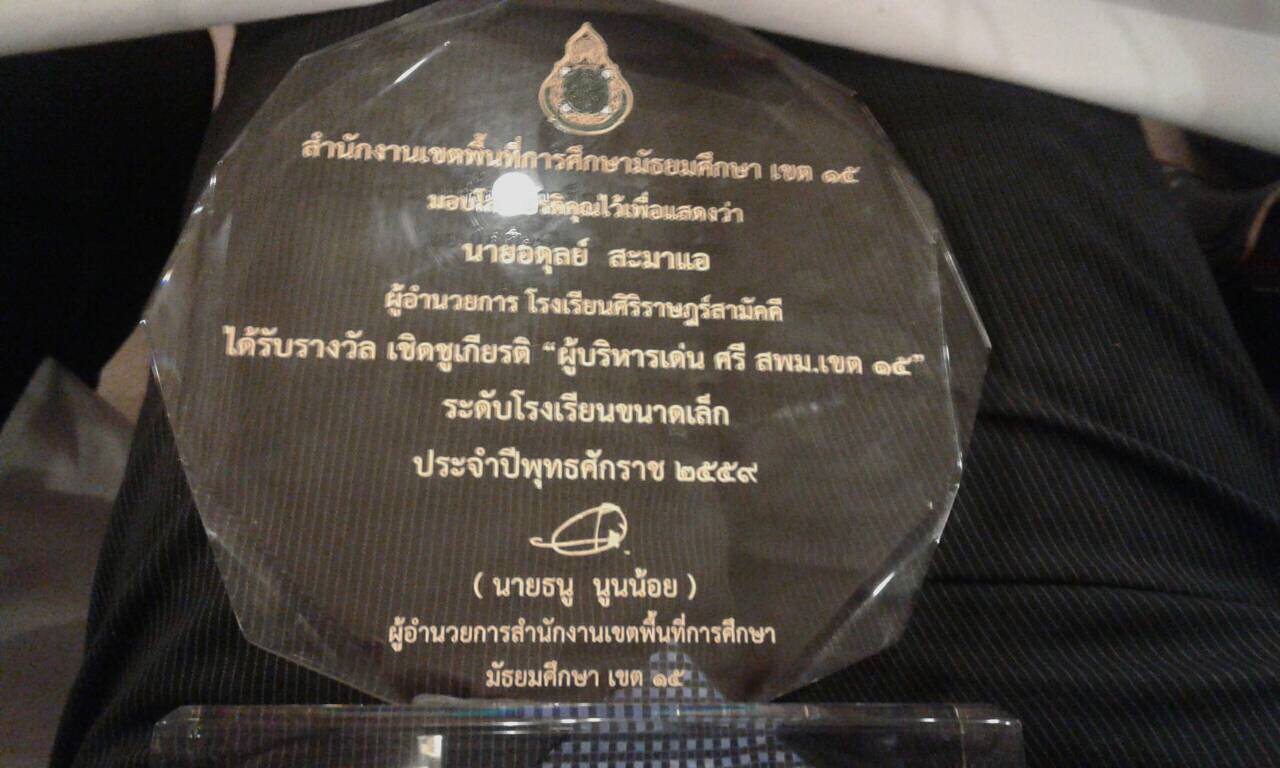 สำนักงานเขตพื้นที่การศึกษามัธยมศึกษา เขต ๑๕
มอบโล่เกียรติคุณไว้เพื่อแสดงว่า
นายอดุลย์ สะมาแอ
ผู้อำนวยการ โรงเรียนศิริราษฎร์สามัคคี
ได้รับรางวัล เชิดชูเกียรติ “ผู้บริหารเด่น ศรี สพม.เขต ๑๕”
ระดับโรงเรียนขนาดเล็ก
ประจำปีพุทธศักราช ๒๕๕๙
( นายธนู นูนน้อย )
ผู้อำนวยการสำนักงานเขตพื้นที่การศึกษา
มัธยมศึกษา เขต ๑๕